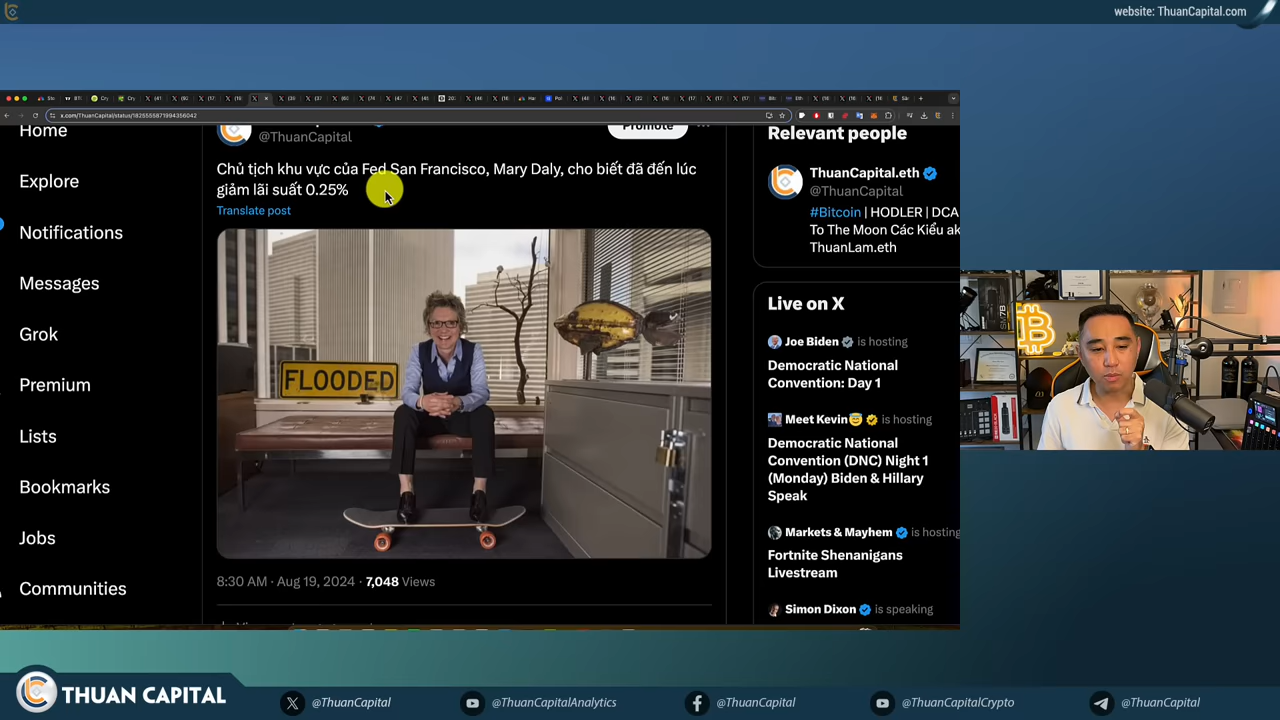 website: ThuanCapital.com
x.com/ThuanCapital/status/1825555871994356042
Home
Explore
Notifications
Messages
Grok
Premium
Lists
Bookmarks
Jobs
Communities
@ThuanCapital
Promote
Chủ tịch khu vực của Fed San Francisco, Mary Daly, cho biết đã đến lúc
giảm lãi suất 0.25%
Translate post
FLOODED
8:30 AM · Aug 19, 2024 · 7,048 Views
Relevant people
ThuanCapital.eth
@ThuanCapital
#Bitcoin | HODLER | DCA
To The Moon Các Kiểu ak
ThuanLam.eth
Live on X
Joe Biden is hosting
Democratic National
Convention: Day 1
Meet Kevin😇 is hosting
Democratic National
Convention (DNC) Night 1
(Monday) Biden & Hillary
Speak
Markets & Mayhem is hosting
Fortnite Shenanigans
Livestream
Simon Dixon is speaking
THUAN CAPITAL
@ThuanCapital
@ThuanCapitalAnalytics
@ThuanCapital
@ThuanCapitalCrypto
@ThuanCapital